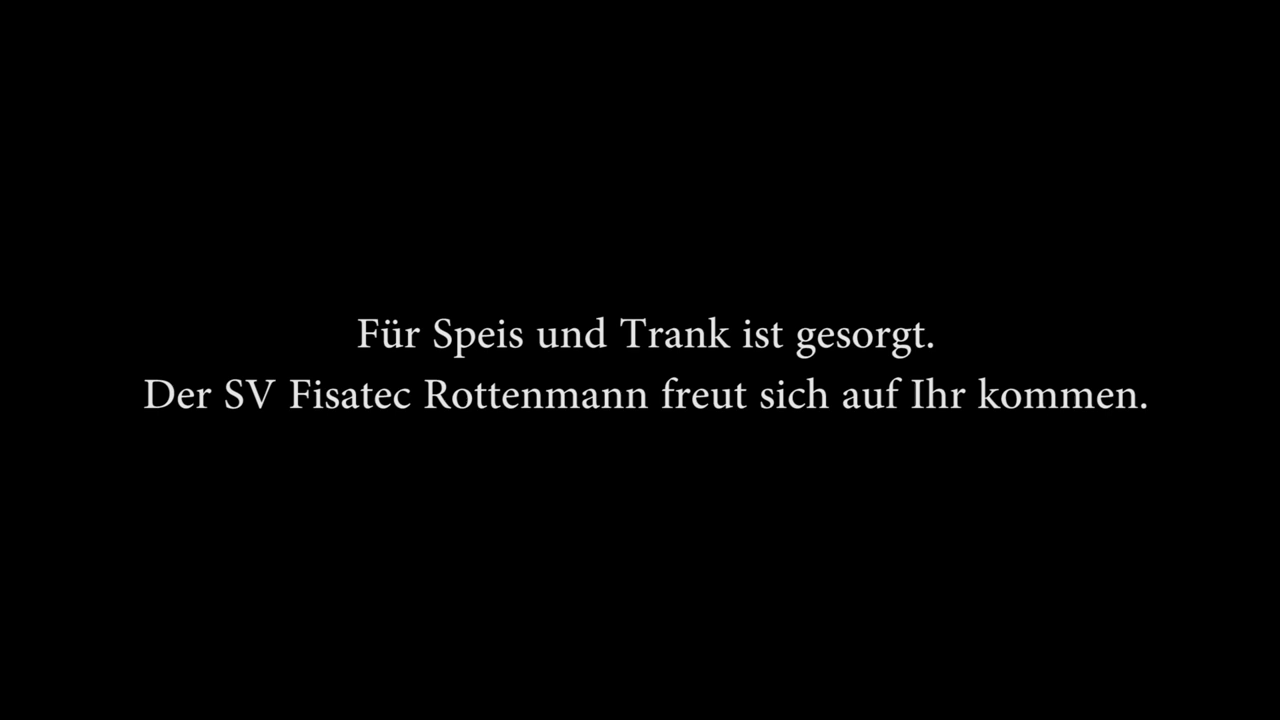 Für Speis und Trank ist gesorgt.
Der SV Fisatec Rottenmann freut sich auf Ihr kommen.